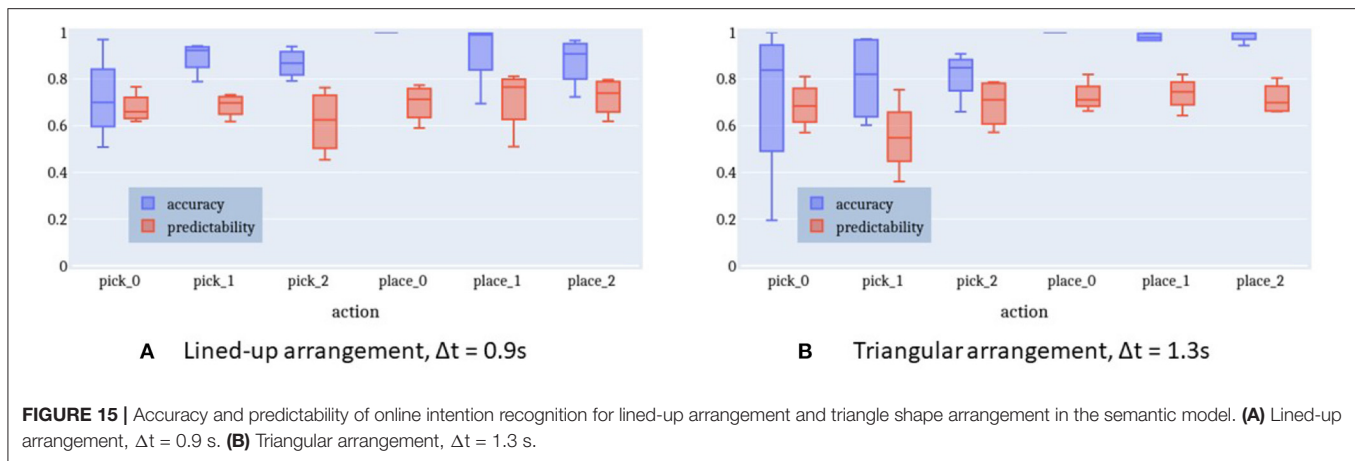 1
0.8
0.6
0.4
0.2
0
accuracy
predictability
pick_0 pick_1 pick_2 place_0 place_1 place_2
action
A Lined-up arrangement, Δt = 0.9s
1
0.8
0.6
0.4
0.2
0
accuracy
predictability
pick_0 pick_1 pick_2 place_0 place_1 place_2
action
B Triangular arrangement, Δt = 1.3s
FIGURE 15 | Accuracy and predictability of online intention recognition for lined-up arrangement and triangle shape arrangement in the semantic model. (A) Lined-up
arrangement, Δt = 0.9 s. (B) Triangular arrangement, Δt = 1.3 s.